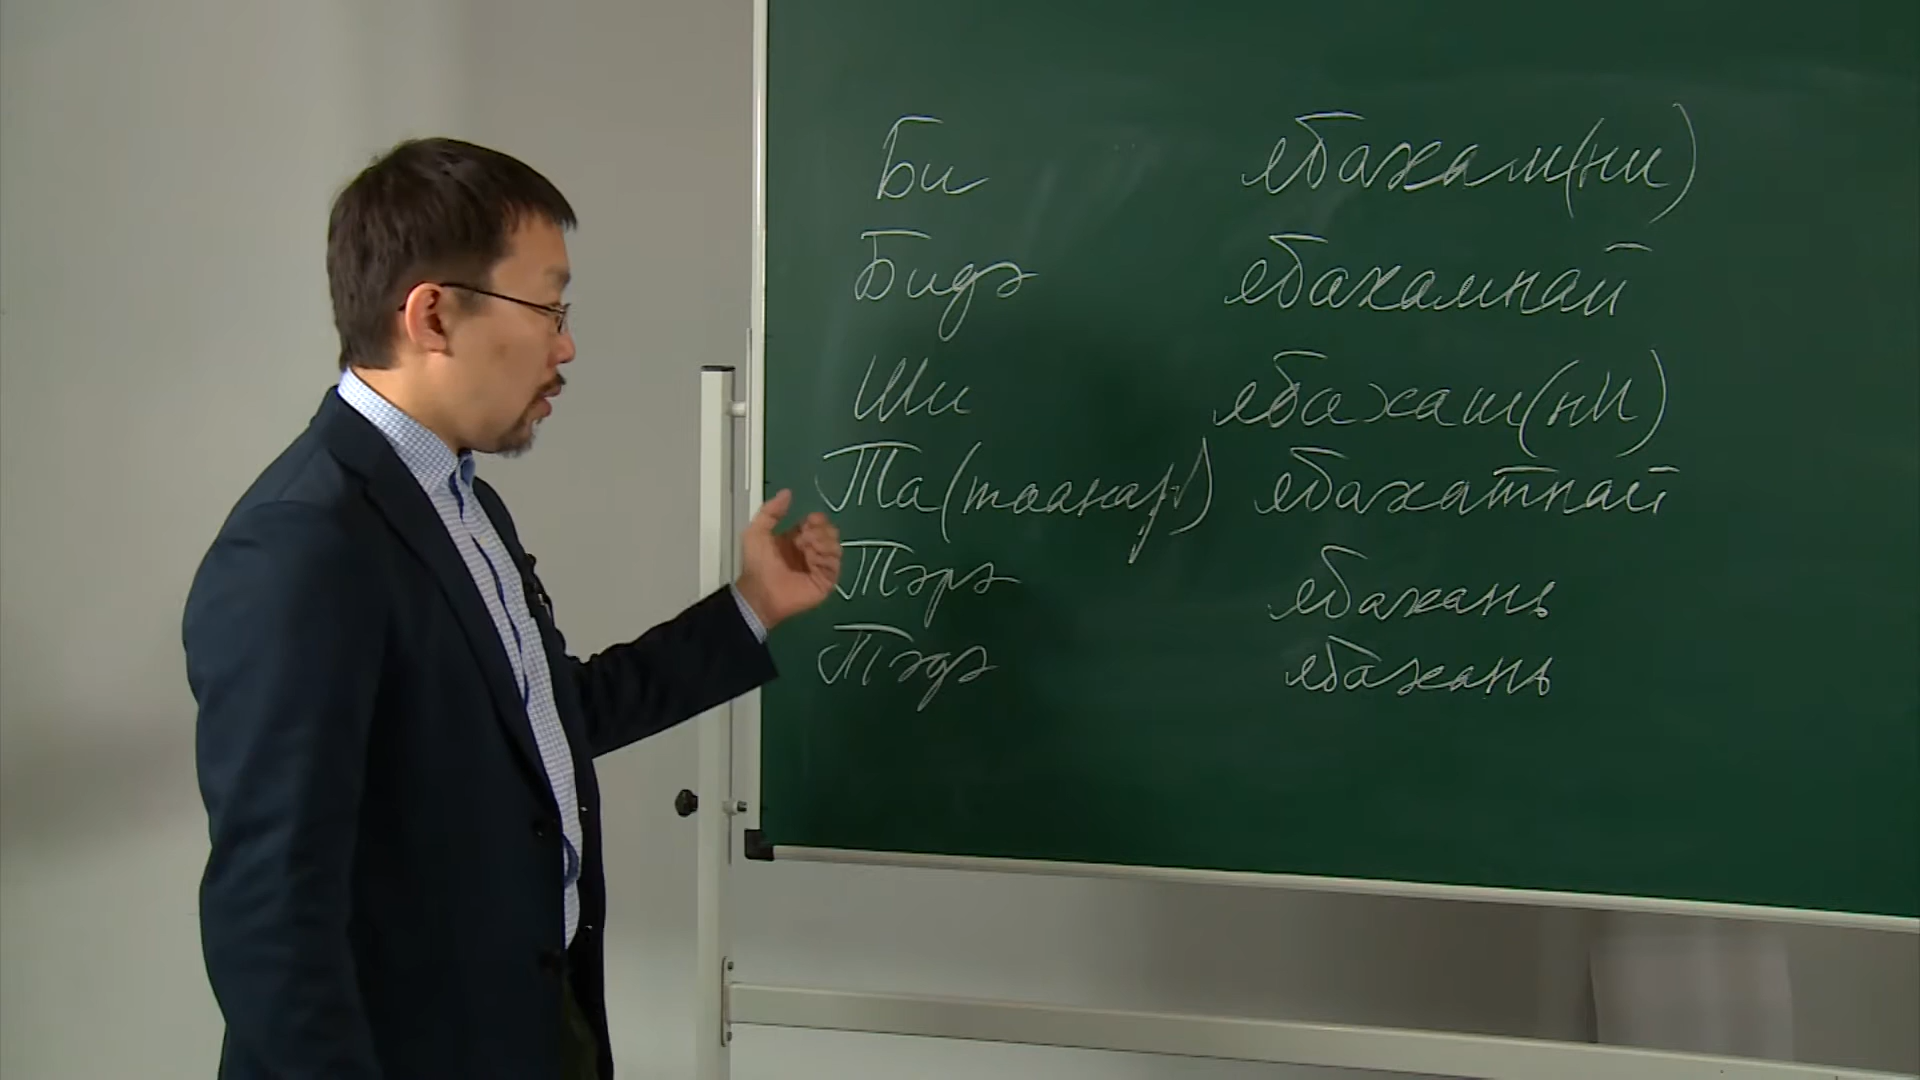 Би ябахам(ни)
Бидэ ябахамнай
Ши ябахаш(ни)
Та (таанар) ябахатнай
Тэрэ ябахань
Тэдэ ябахань